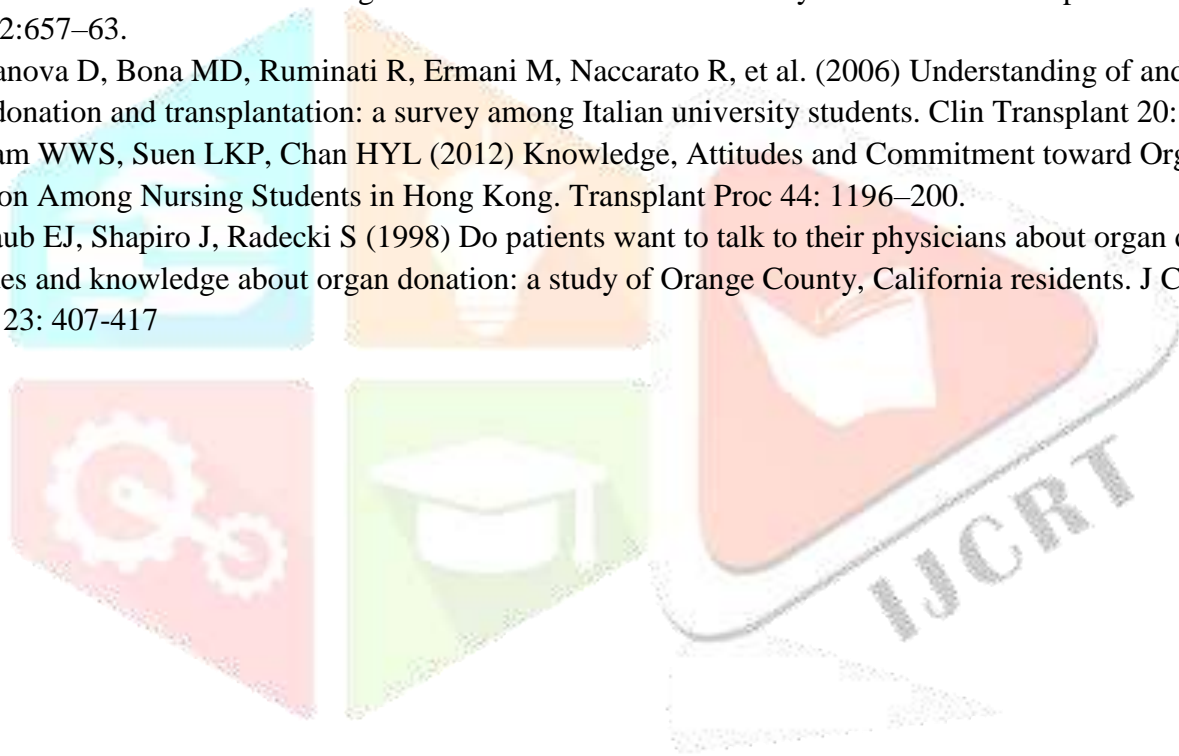 2:657–63.
anova D, Bona MD, Ruminati R, Ermani M, Naccarato R, et al. (2006) Understanding of and
donation and transplantation: a survey among Italian university students. Clin Transplant 20:
am WWS, Suen LKP, Chan HYL (2012) Knowledge, Attitudes and Commitment toward Org
on Among Nursing Students in Hong Kong. Transplant Proc 44: 1196–200.
aub EJ, Shapiro J, Radecki S (1998) Do patients want to talk to their physicians about organ
es and knowledge about organ donation: a study of Orange County, California residents. J C
23: 407-417
IJCRT